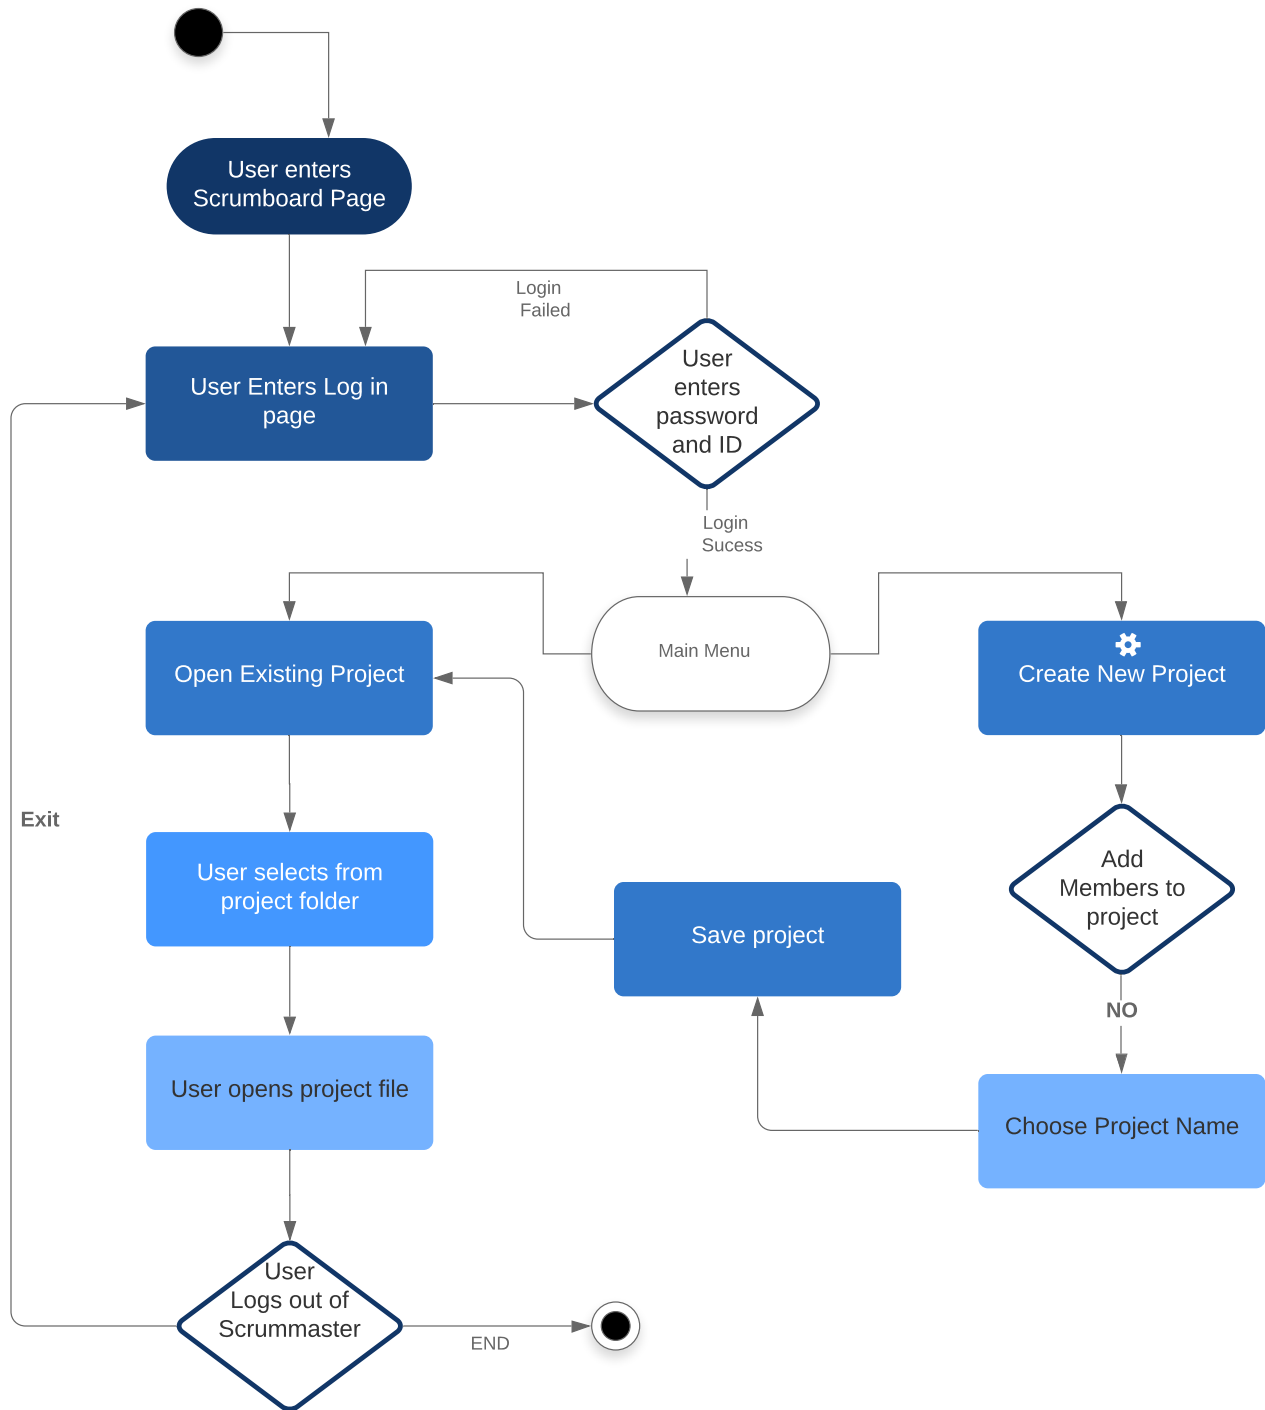 User enters
Scrumboard Page
Login
Failed
User Enters Log in
page
User
enters
password
and ID
Login
Sucess
Main Menu
Open Existing Project
Create New Project
Exit
User selects from
project folder
Add
Members to
project
Save project
NO
User opens project file
Choose Project Name
User
Logs out of
Scrummaster
END